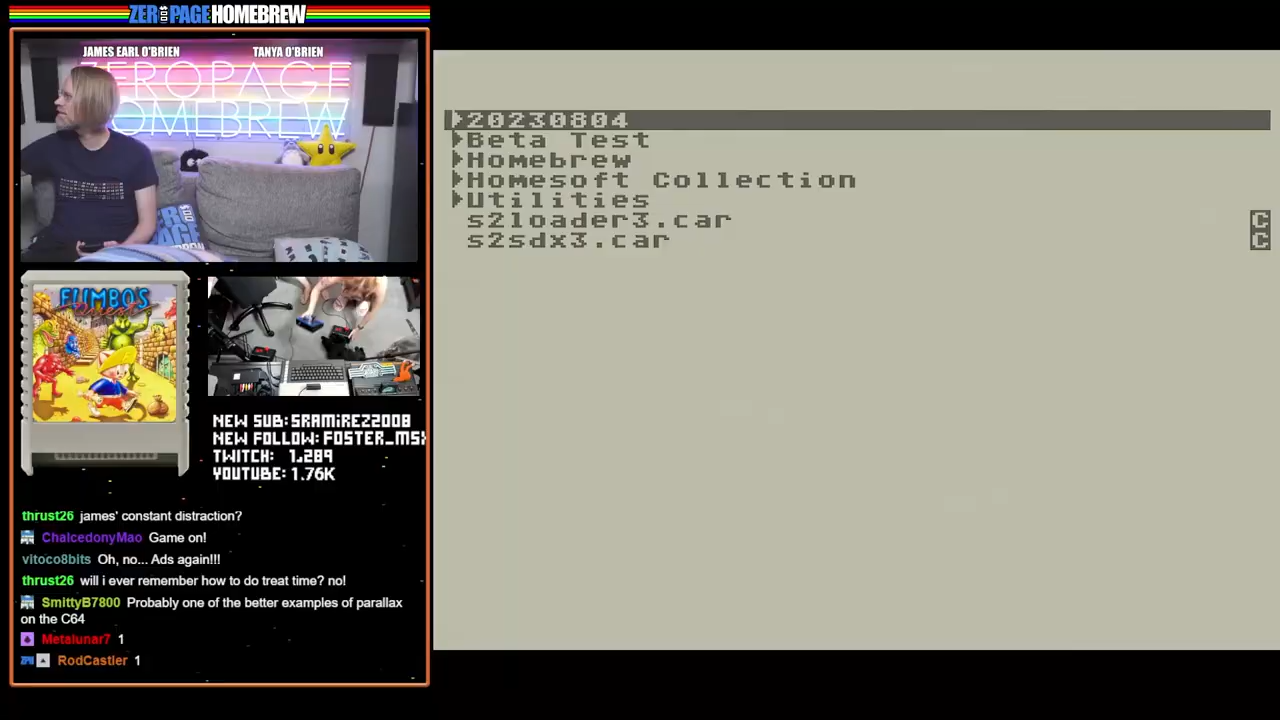 ZEROPAGE HOMEBREW
JAMES EARL O'BRIEN
TANYA O'BRIEN
ZEROPAGE
HOMEBREW
FLIMBO'S
Quest
NEW SUB: SRAMIREZ2008
NEW FOLLOW: FOSTER_MSX
TWITCH: 1.289
YOUTUBE: 1.76K
thrust26 james' constant distraction?
ChalcedonyMao Game on!
vitoco8bits Oh, no... Ads again!!!
thrust26 will i ever remember how to do treat time? no!
SmittyB7800 Probably one of the better examples of parallax
on the C64
Metalunar7 1
RodCastler 1
20230804
Beta Test
Homebrew
Homesoft Collection
Utilities
s2loader3.car C
s2sdx3.car C